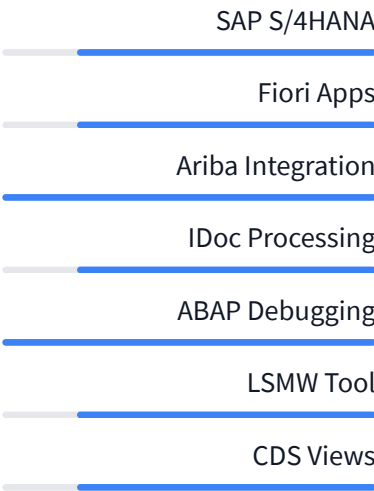 SAP S/4HANA
Fiori Apps
Ariba Integration
IDoc Processing
ABAP Debugging
LSMW Tool
CDS Views